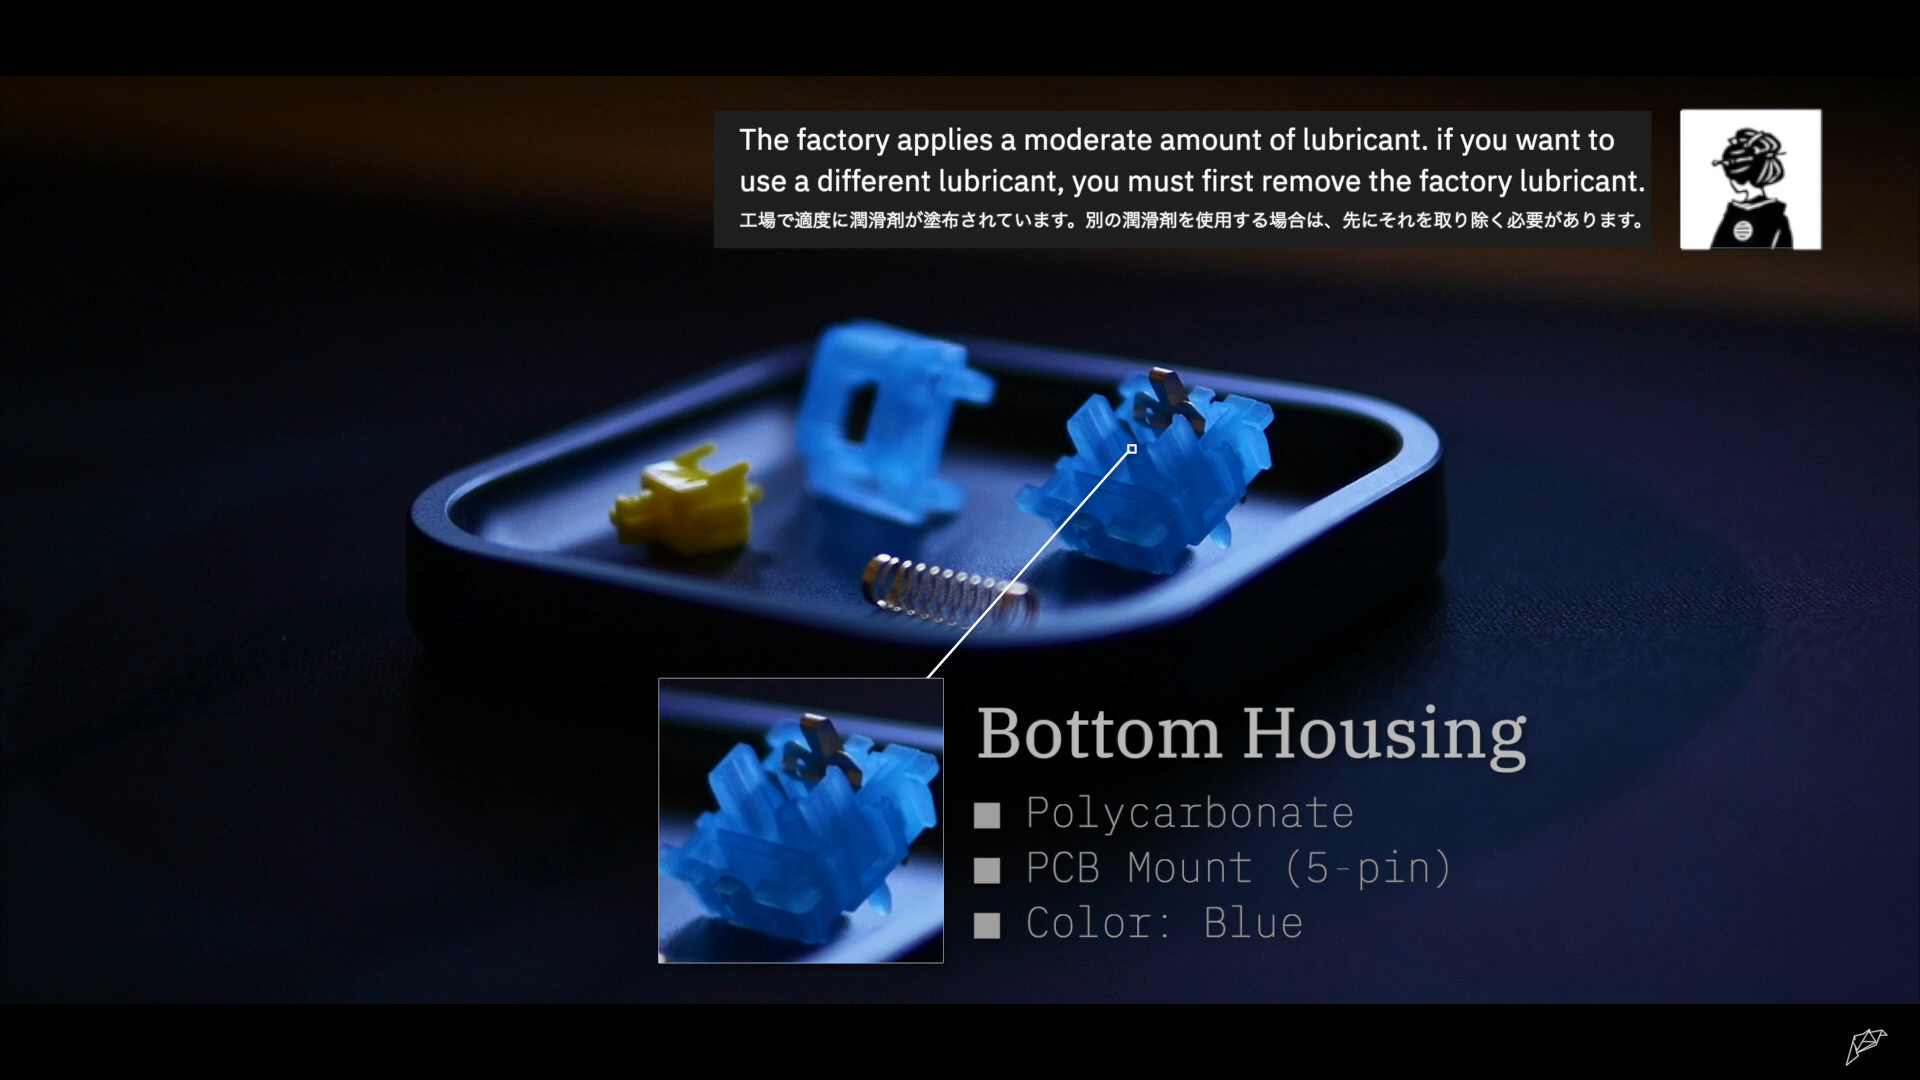 The factory applies a moderate amount of lubricant. if you want to
use a different lubricant, you must first remove the factory lubricant.
工場で適度に潤滑剤が塗布されています。別の潤滑剤を使用する場合は、先にそれを取り除く必要があります。
Bottom Housing
■ Polycarbonate
■ PCB Mount (5-pin)
■ Color: Blue